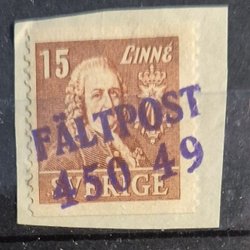 15 LINNÉ
FÄLTPOST
450 49
SVERIGE